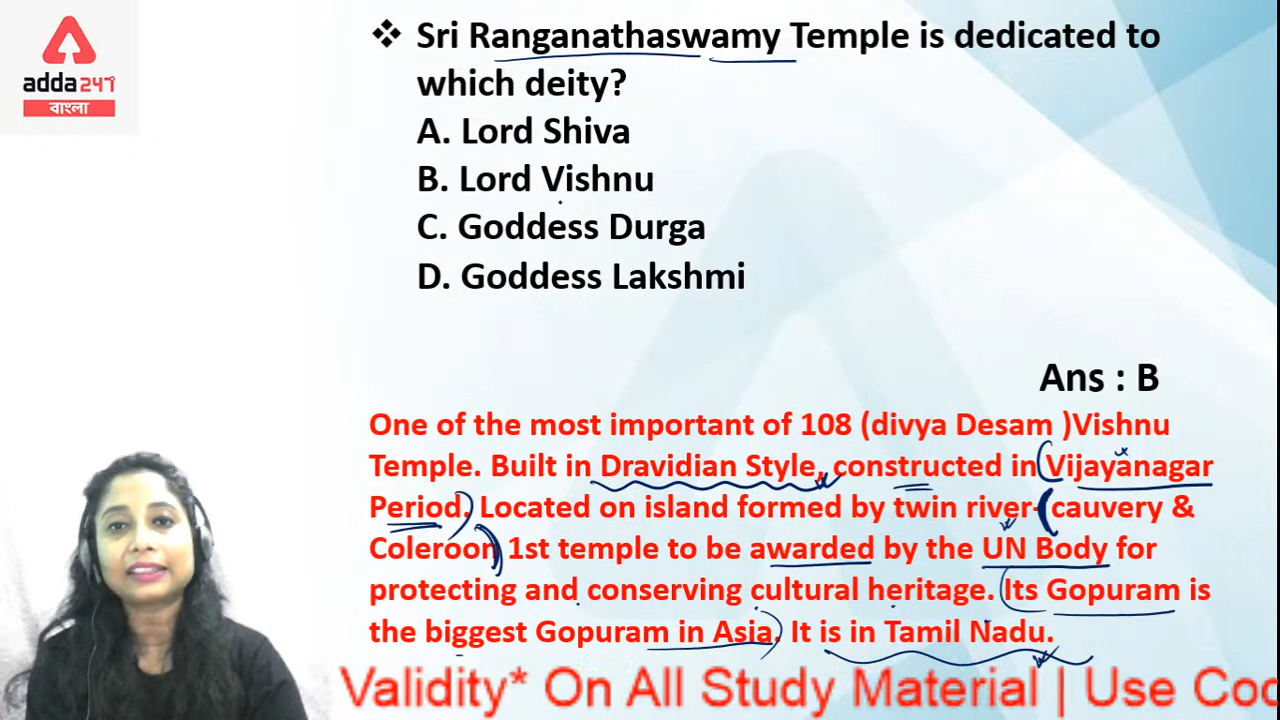 adda247
বাংলা
❖ Sri Ranganathaswamy Temple is dedicated to
which deity?
A. Lord Shiva
B. Lord Vishnu
C. Goddess Durga
D. Goddess Lakshmi
Ans : B
One of the most important of 108 (divya Desam )Vishnu
Temple. Built in Dravidian Style, constructed in Vijayanagar
Period. Located on island formed by twin river- cauvery &
Coleroon 1st temple to be awarded by the UN Body for
protecting and conserving cultural heritage. Its Gopuram is
the biggest Gopuram in Asia. It is in Tamil Nadu.
Validity* On All Study Material | Use Cod